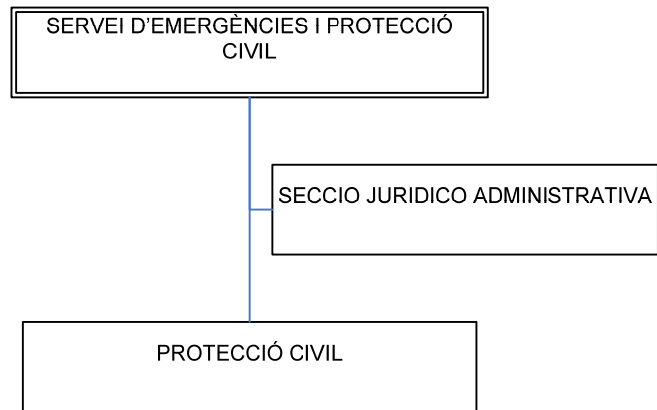 SERVEI D'EMERGÈNCIES I PROTECCIÓ
CIVIL
SECCIO JURIDICO ADMINISTRATIVA
PROTECCIÓ CIVIL